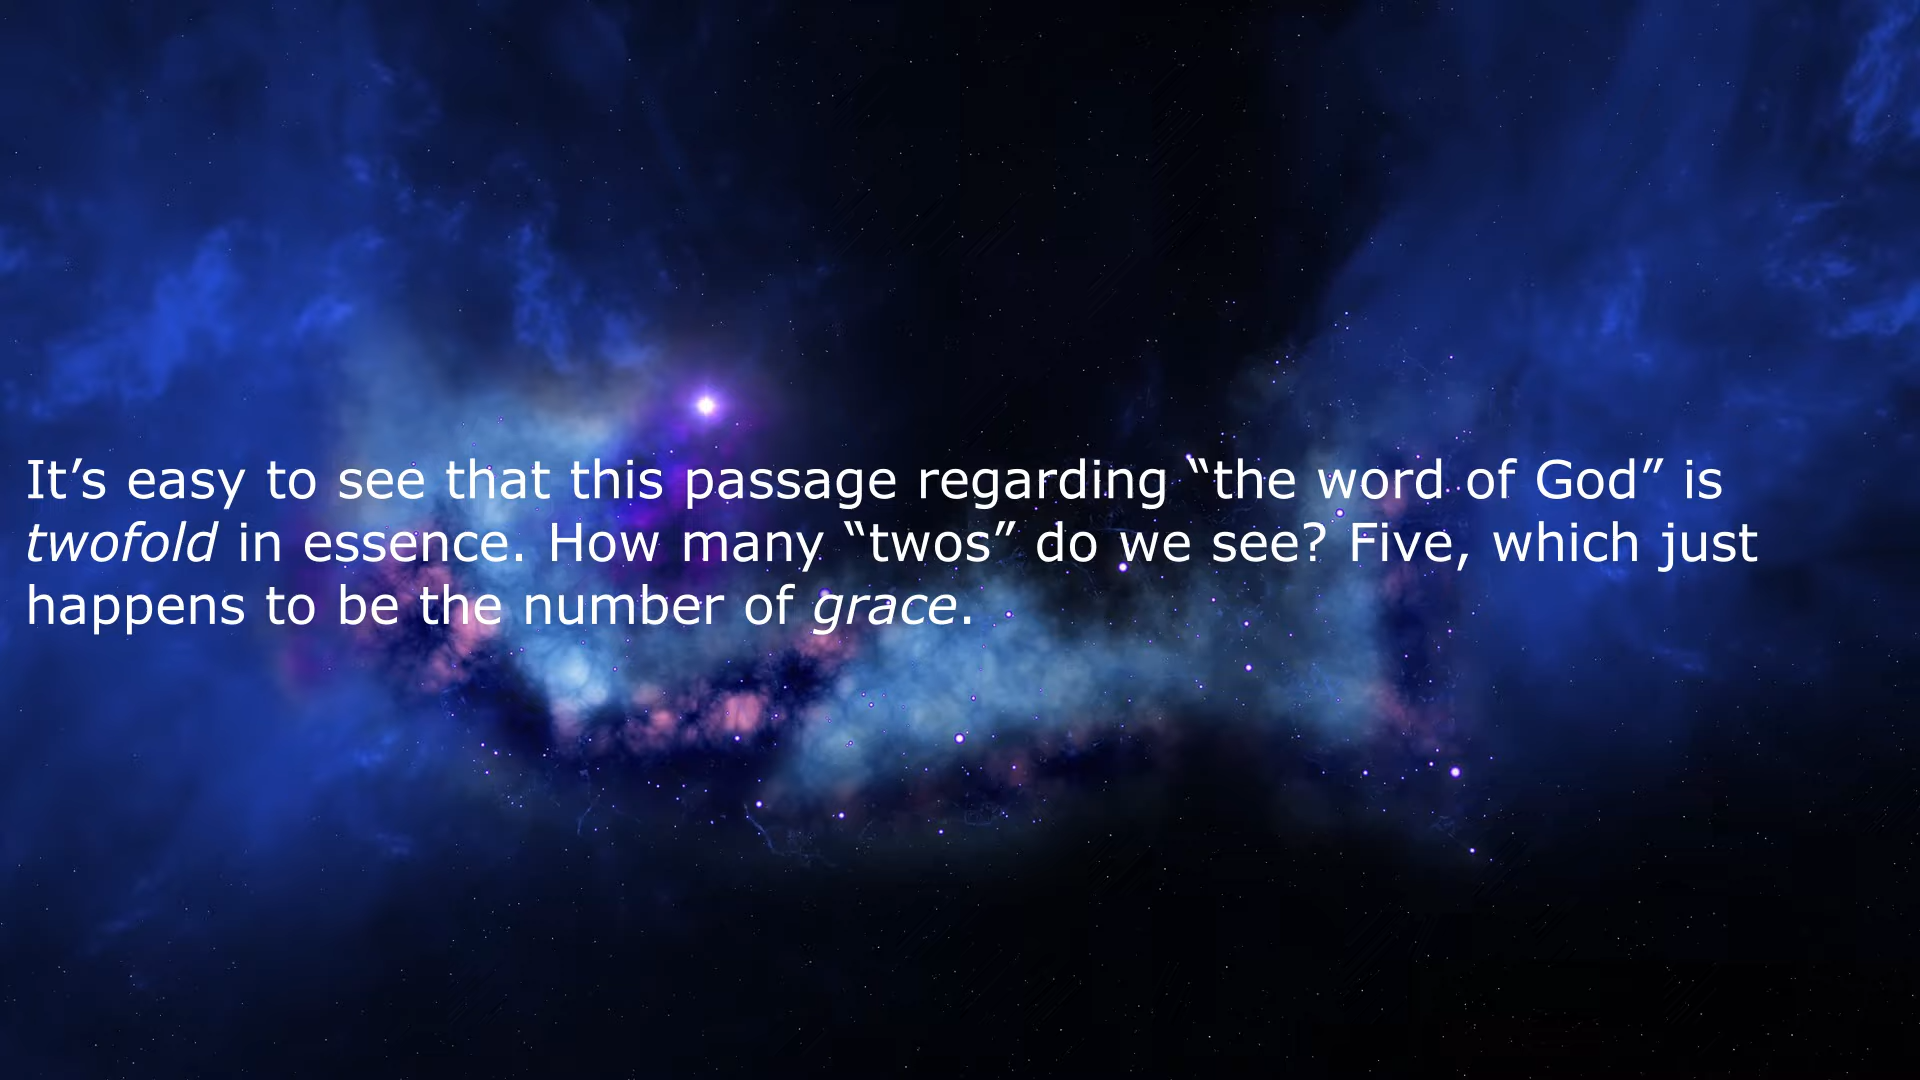 It’s easy to see that this passage regarding “the word of God” is
twofold in essence. How many “twos” do we see? Five, which just
happens to be the number of grace.